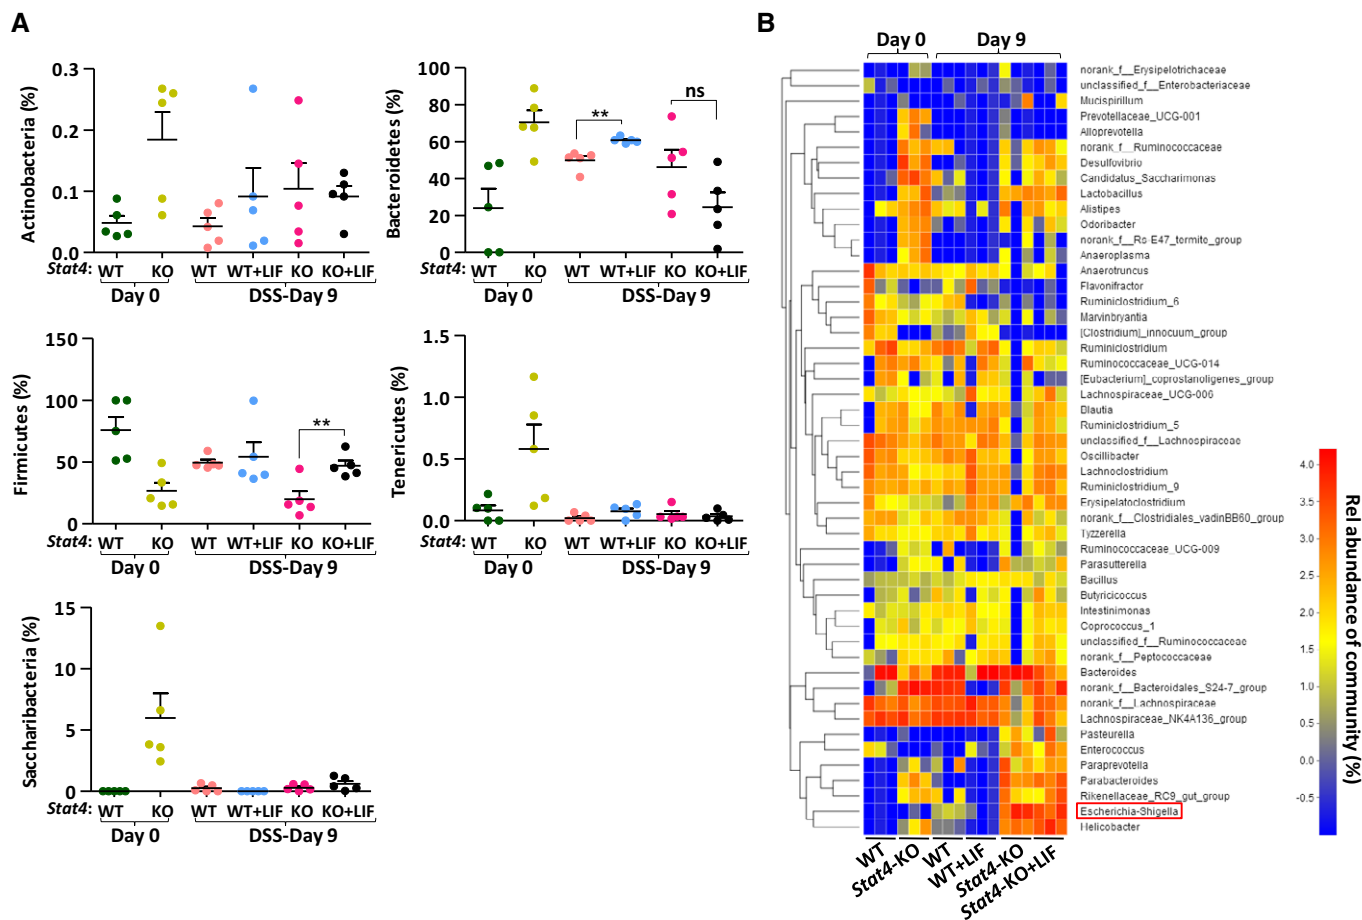 A
Actinobacteria (%)
0.3
0.2
0.1
0.0
Stat4: WT KO WT WT+LIF KO KO+LIF
Day 0 DSS-Day 9
Bacteroidetes (%)
100
80
60
40
20
0
** ns
Stat4: WT KO WT WT+LIF KO KO+LIF
Day 0 DSS-Day 9
Firmicutes (%)
150
100
50
0
**
Stat4: WT KO WT WT+LIF KO KO+LIF
Day 0 DSS-Day 9
Tenericutes (%)
1.5
1.0
0.5
0.0
Stat4: WT KO WT WT+LIF KO KO+LIF
Day 0 DSS-Day 9
Saccharibacteria (%)
15
10
5
0
Stat4: WT KO WT WT+LIF KO KO+LIF
Day 0 DSS-Day 9
B
Day 0 Day 9
norank_f__Erysipelotrichaceae
unclassified_f__Enterobacteriaceae
Mucispirillum
Prevotellaceae_UCG-001
Alloprevotella
norank_f__Ruminococcaceae
Desulfovibrio
Candidatus_Saccharimonas
Lactobacillus
Alistipes
Odoribacter
norank_f__Rs-E47_termite_group
Anaeroplasma
Anaerotruncus
Flavonifractor
Ruminiclostridium_6
Marvinbryantia
[Clostridium]_innocuum_group
Ruminiclostridium
Ruminococcaceae_UCG-014
[Eubacterium]_coprostanoligenes_group
Lachnospiraceae_UCG-006
Blautia
Ruminiclostridium_5
unclassified_f__Lachnospiraceae
Oscillibacter
Lachnoclostridium
Ruminiclostridium_9
Erysipelatoclostridium
norank_f__Clostridiales_vadinBB60_group
Tyzzerella
Ruminococcaceae_UCG-009
Parasutterella
Bacillus
Butyricicoccus
Intestinimonas
Coprococcus_1
unclassified_f__Ruminococcaceae
norank_f__Peptococcaceae
Bacteroides
norank_f__Bacteroidales_S24-7_group
norank_f__Lachnospiraceae
Lachnospiraceae_NK4A136_group
Pasteurella
Enterococcus
Paraprevotella
Parabacteroides
Rikenellaceae_RC9_gut_group
Escherichia-Shigella
Helicobacter
WT Stat4-KO WT WT+LIF Stat4-KO Stat4-KO+LIF
4.0
3.5
3.0
2.5
2.0
1.5
1.0
0.5
0.0
-0.5
Relabundance of community (%)